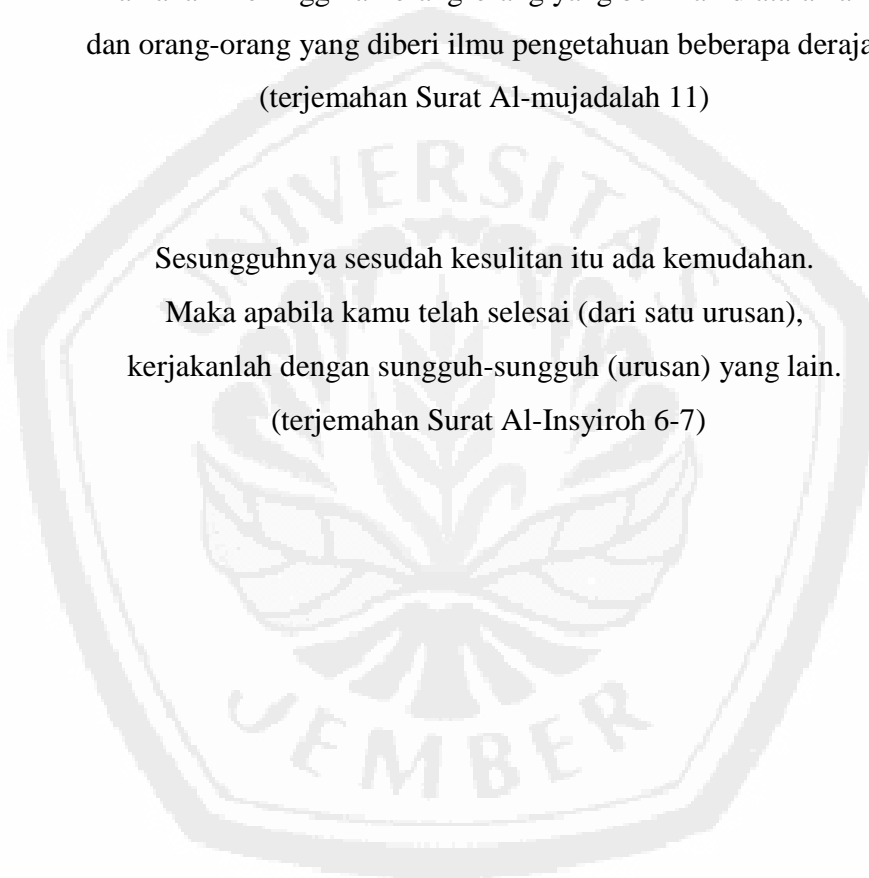 dan orang-orang yang diberi ilmu pengetahuan beberapa
(terjemahan Surat Al-mujadalah 11)
UNIVERSITAS
Sesungguhnya sesudah kesulitan itu ada kemudahan.
Maka apabila kamu telah selesai (dari satu urusan),
kerjakanlah dengan sungguh-sungguh (urusan) yang lain.
(terjemahan Surat Al-Insyiroh 6-7)
JEMBER